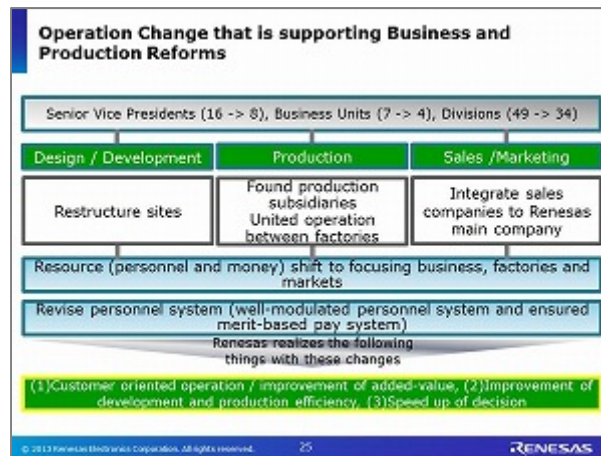 Operation Change that is supporting Business and
Production Reforms
Senior Vice Presidents (16 -> 8), Business Units (7 -> 4), Divisions (49 -> 34)
Design / Development
Production
Sales /Marketing
Restructure sites
Found production
subsidiaries
United operation
between factories
Integrate sales
companies to Renesas
main company
Resource (personnel and money) shift to focusing business, factories and
markets
Revise personnel system (well-modulated personnel system and ensured
merit-based pay system)
Renesas realizes the following
things with these changes
(1)Customer oriented operation / improvement of added-value, (2)Improvement of
development and production efficiency, (3)Speed up of decision
© 2013 Renesas Electronics Corporation. All rights reserved.
25
RENESAS